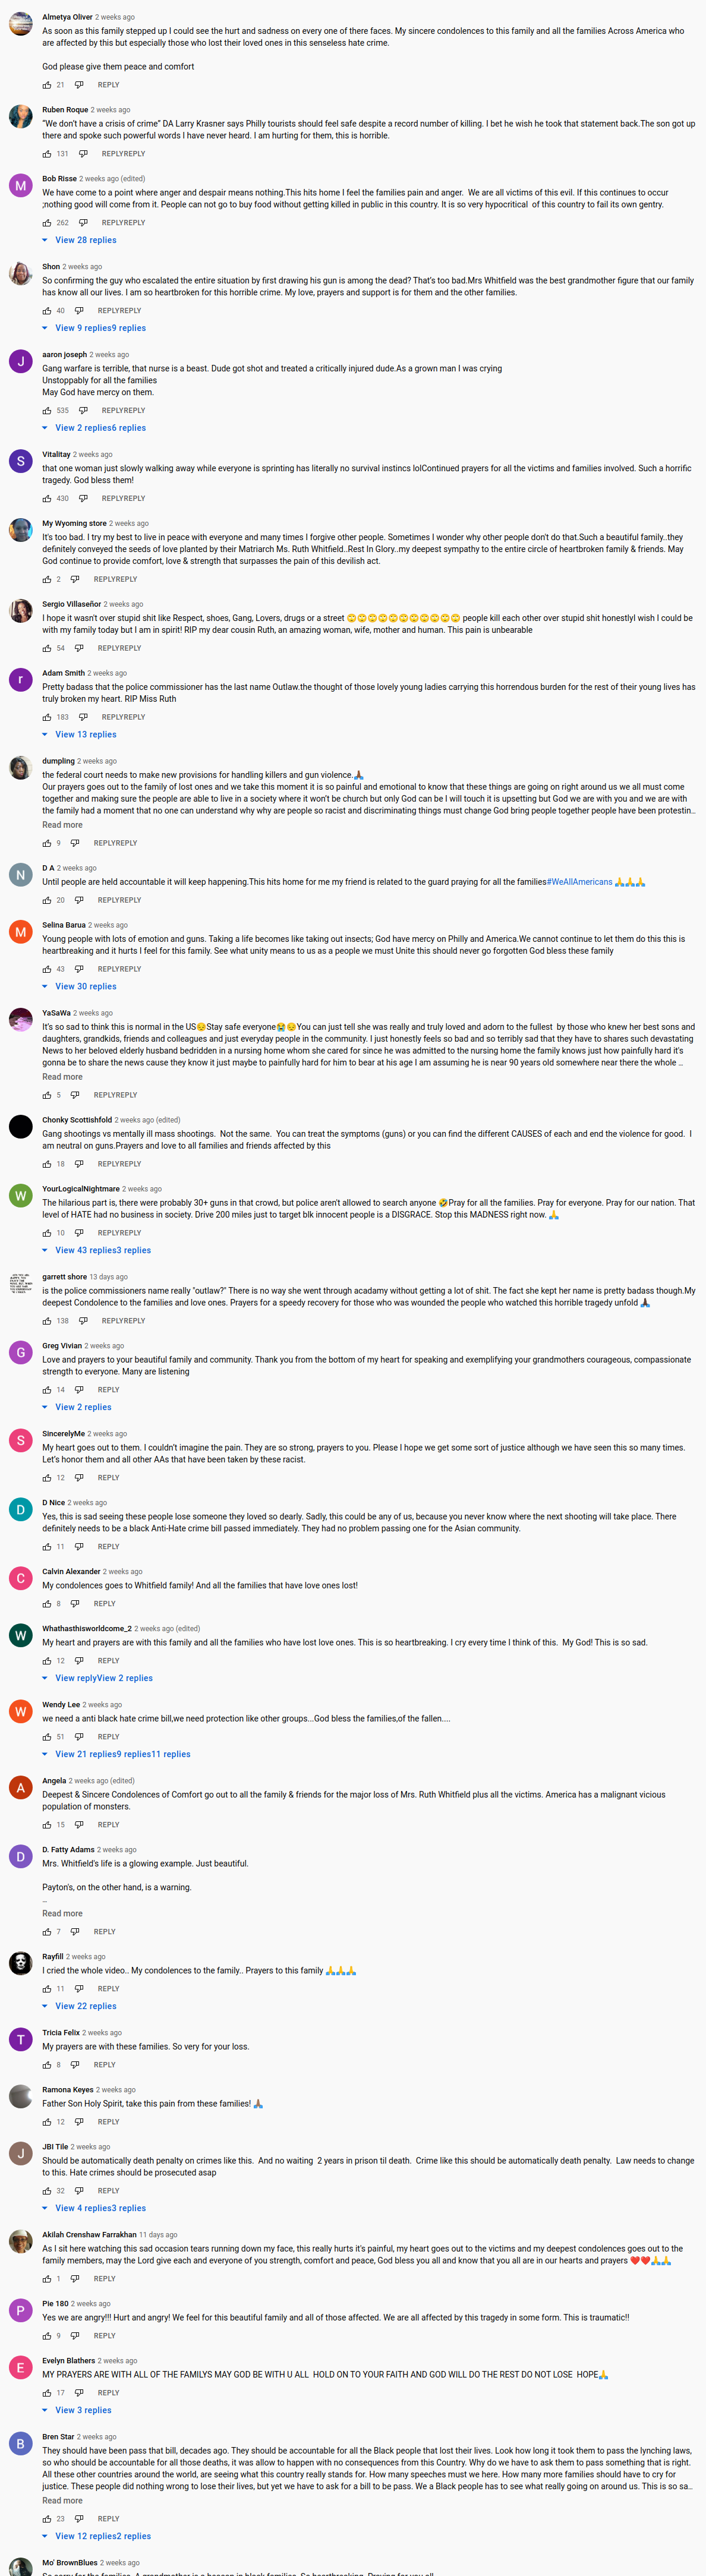 Almetya Oliver 2 weeks ago
As soon as this family stepped up I could see the hurt and sadness on every one of there faces. My sincere condolences to this family and all the families Across America who
are affected by this but especially those who lost their loved ones in this senseless hate crime.
God please give them peace and comfort
21 REPLY
Ruben Roque 2 weeks ago
“We don’t have a crisis of crime” DA Larry Krasner says Philly tourists should feel safe despite a record number of killing. I bet he wish he took that statement back.The son got up
there and spoke such powerful words I have never heard. I am hurting for them, this is horrible.
131 REPLYREPLY
M
Bob Risse 2 weeks ago (edited)
We have come to a point where anger and despair means nothing.This hits home I feel the families pain and anger.  We are all victims of this evil. If this continues to occur
;nothing good will come from it. People can not go to buy food without getting killed in public in this country. It is so very hypocritical  of this country to fail its own gentry.
262 REPLYREPLY
View 28 replies
Shon 2 weeks ago
So confirming the guy who escalated the entire situation by first drawing his gun is among the dead? That’s too bad.Mrs Whitfield was the best grandmother figure that our family
has know all our lives. I am so heartbroken for this horrible crime. My love, prayers and support is for them and the other families.
40 REPLYREPLY
View 9 replies9 replies
J
aaron joseph 2 weeks ago
Gang warfare is terrible, that nurse is a beast. Dude got shot and treated a critically injured dude.As a grown man I was crying
Unstoppably for all the families
May God have mercy on them.
535 REPLYREPLY
View 2 replies6 replies
S
Vitalitay 2 weeks ago
that one woman just slowly walking away while everyone is sprinting has literally no survival instincs lolContinued prayers for all the victims and families involved. Such a horrific
tragedy. God bless them!
430 REPLYREPLY
My Wyoming store 2 weeks ago
It's too bad. I try my best to live in peace with everyone and many times I forgive other people. Sometimes I wonder why other people don't do that.Such a beautiful family..they
definitely conveyed the seeds of love planted by their Matriarch Ms. Ruth Whitfield..Rest In Glory..my deepest sympathy to the entire circle of heartbroken family & friends. May
God continue to provide comfort, love & strength that surpasses the pain of this devilish act.
2 REPLYREPLY
Sergio Villaseñor 2 weeks ago
I hope it wasn't over stupid shit like Respect, shoes, Gang, Lovers, drugs or a street 🙄🙄🙄🙄🙄🙄🙄🙄🙄🙄🙄 people kill each other over stupid shit honestlyI wish I could be
with my family today but I am in spirit! RIP my dear cousin Ruth, an amazing woman, wife, mother and human. This pain is unbearable
54 REPLYREPLY
r
Adam Smith 2 weeks ago
Pretty badass that the police commissioner has the last name Outlaw.the thought of those lovely young ladies carrying this horrendous burden for the rest of their young lives has
truly broken my heart. RIP Miss Ruth
183 REPLYREPLY
View 13 replies
dumpling 2 weeks ago
the federal court needs to make new provisions for handling killers and gun violence.🙏🏾
Our prayers goes out to the family of lost ones and we take this moment it is so painful and emotional to know that these things are going on right around us we all must come
together and making sure the people are able to live in a society where it won't be church but only God can be I will touch it is upsetting but God we are with you and we are with
the family had a moment that no one can understand why why are people so racist and discriminating things must change God bring people together people have been protestin…
Read more
9 REPLYREPLY
N
D A 2 weeks ago
Until people are held accountable it will keep happening.This hits home for me my friend is related to the guard praying for all the families#WeAllAmericans 🙏🙏🙏
20 REPLYREPLY
M
Selina Barua 2 weeks ago
Young people with lots of emotion and guns. Taking a life becomes like taking out insects; God have mercy on Philly and America.We cannot continue to let them do this this is
heartbreaking and it hurts I feel for this family. See what unity means to us as a people we must Unite this should never go forgotten God bless these family
43 REPLYREPLY
View 30 replies
YaSaWa 2 weeks ago
It’s so sad to think this is normal in the US😔Stay safe everyone😭😔You can just tell she was really and truly loved and adorn to the fullest  by those who knew her best sons and
daughters, grandkids, friends and colleagues and just everyday people in the community. I just honestly feels so bad and so terribly sad that they have to shares such devastating
News to her beloved elderly husband bedridden in a nursing home whom she cared for since he was admitted to the nursing home the family knows just how painfully hard it's
gonna be to share the news cause they know it just maybe to painfully hard for him to bear at his age I am assuming he is near 90 years old somewhere near there the whole …
Read more
5 REPLYREPLY
Chonky Scottishfold 2 weeks ago (edited)
Gang shootings vs mentally ill mass shootings.  Not the same.  You can treat the symptoms (guns) or you can find the different CAUSES of each and end the violence for good.  I
am neutral on guns.Prayers and love to all families and friends affected by this
18 REPLYREPLY
W
YourLogicalNightmare 2 weeks ago
The hilarious part is, there were probably 30+ guns in that crowd, but police aren't allowed to search anyone 🤣Pray for all the families. Pray for everyone. Pray for our nation. That
level of HATE had no business in society. Drive 200 miles just to target blk innocent people is a DISGRACE. Stop this MADNESS right now. 🙏
10 REPLYREPLY
View 43 replies3 replies
garrett shore 13 days ago
is the police commissioners name really "outlaw?" There is no way she went through acadamy without getting a lot of shit. The fact she kept her name is pretty badass though.My
deepest Condolence to the families and love ones. Prayers for a speedy recovery for those who was wounded the people who watched this horrible tragedy unfold 🙏🏿
138 REPLYREPLY
G
Greg Vivian 2 weeks ago
Love and prayers to your beautiful family and community. Thank you from the bottom of my heart for speaking and exemplifying your grandmothers courageous, compassionate
strength to everyone. Many are listening
14 REPLY
View 2 replies
S
SincerelyMe 2 weeks ago
My heart goes out to them. I couldn’t imagine the pain. They are so strong, prayers to you. Please I hope we get some sort of justice although we have seen this so many times.
Let’s honor them and all other AAs that have been taken by these racist.
12 REPLY
D
D Nice 2 weeks ago
Yes, this is sad seeing these people lose someone they loved so dearly. Sadly, this could be any of us, because you never know where the next shooting will take place. There
definitely needs to be a black Anti-Hate crime bill passed immediately. They had no problem passing one for the Asian community.
11 REPLY
C
Calvin Alexander 2 weeks ago
My condolences goes to Whitfield family! And all the families that have love ones lost!
8 REPLY
W
Whathasthisworldcome_2 2 weeks ago (edited)
My heart and prayers are with this family and all the families who have lost love ones. This is so heartbreaking. I cry every time I think of this.  My God! This is so sad.
12 REPLY
View replyView 2 replies
W
Wendy Lee 2 weeks ago
we need a anti black hate crime bill,we need protection like other groups...God bless the families,of the fallen....
51 REPLY
View 21 replies9 replies11 replies
A
Angela 2 weeks ago (edited)
Deepest & Sincere Condolences of Comfort go out to all the family & friends for the major loss of Mrs. Ruth Whitfield plus all the victims. America has a malignant vicious
population of monsters.
15 REPLY
D
D. Fatty Adams 2 weeks ago
Mrs. Whitfield's life is a glowing example. Just beautiful.
Payton's, on the other hand, is a warning.
…
Read more
7 REPLY
Rayfill 2 weeks ago
I cried the whole video.. My condolences to the family.. Prayers to this family 🙏🙏🙏
11 REPLY
View 22 replies
T
Tricia Felix 2 weeks ago
My prayers are with these families. So very for your loss.
8 REPLY
Ramona Keyes 2 weeks ago
Father Son Holy Spirit, take this pain from these families! 🙏🏽
12 REPLY
J
JBI Tile 2 weeks ago
Should be automatically death penalty on crimes like this.  And no waiting  2 years in prison til death.  Crime like this should be automatically death penalty.  Law needs to change
to this. Hate crimes should be prosecuted asap
32 REPLY
View 4 replies3 replies
Akilah Crenshaw Farrakhan 11 days ago
As I sit here watching this sad occasion tears running down my face, this really hurts it's painful, my heart goes out to the victims and my deepest condolences goes out to the
family members, may the Lord give each and everyone of you strength, comfort and peace, God bless you all and know that you all are in our hearts and prayers ❤️❤️🙏🙏
1 REPLY
P
Pie 180 2 weeks ago
Yes we are angry!!! Hurt and angry! We feel for this beautiful family and all of those affected. We are all affected by this tragedy in some form. This is traumatic!!
9 REPLY
E
Evelyn Blathers 2 weeks ago
MY PRAYERS ARE WITH ALL OF THE FAMILYS MAY GOD BE WITH U ALL  HOLD ON TO YOUR FAITH AND GOD WILL DO THE REST DO NOT LOSE  HOPE🙏
17 REPLY
View 3 replies
B
Bren Star 2 weeks ago
They should have been pass that bill, decades ago. They should be accountable for all the Black people that lost their lives. Look how long it took them to pass the lynching laws,
so who should be accountable for all those deaths, it was allow to happen with no consequences from this Country. Why do we have to ask them to pass something that is right.
All these other countries around the world, are seeing what this country really stands for. How many speeches must we here. How many more families should have to cry for
justice. These people did nothing wrong to lose their lives, but yet we have to ask for a bill to be pass. We a Black people has to see what really going on around us. This is so sa…
Read more
23 REPLY
View 12 replies2 replies
Mo' BrownBlues 2 weeks ago